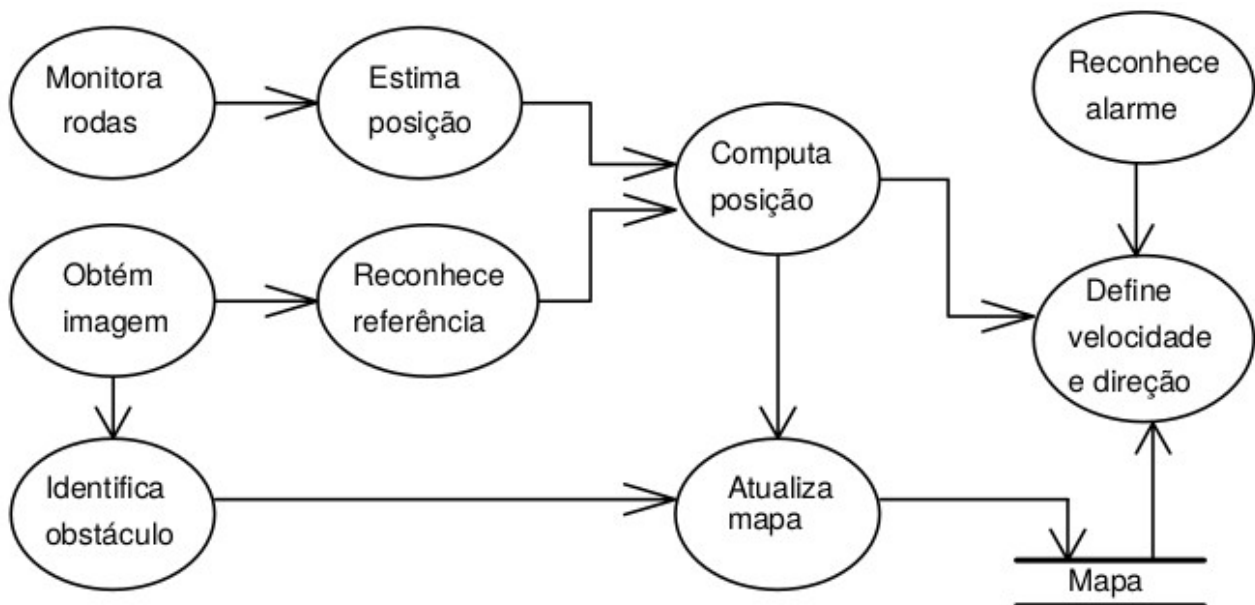 Monitora
rodas
Estima
posição
Reconhece
alarme
Computa
posição
Obtém
imagem
Reconhece
referência
Define
velocidade
e direção
Identifica
obstáculo
Atualiza
mapa
Mapa